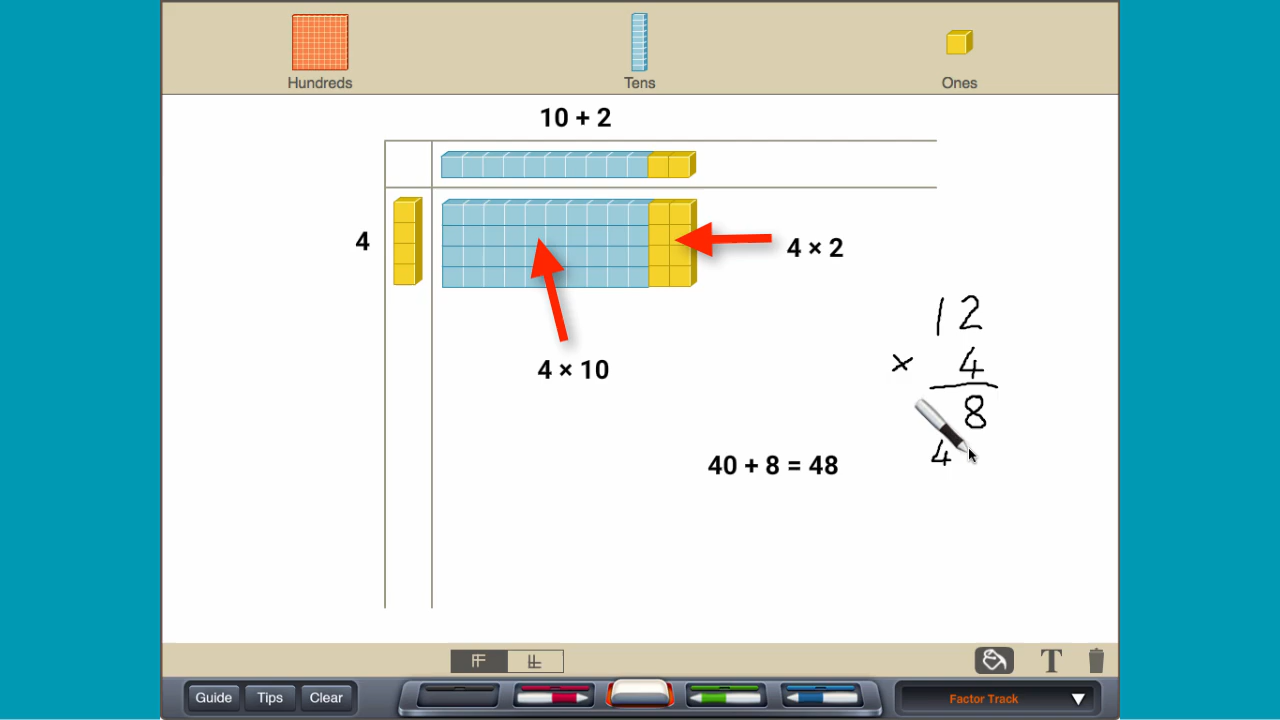 Hundreds Tens Ones
10 + 2
4
4 × 2
4 × 10
12
× 4
8
4
40 + 8 = 48
Guide Tips Clear
T
Factor Track